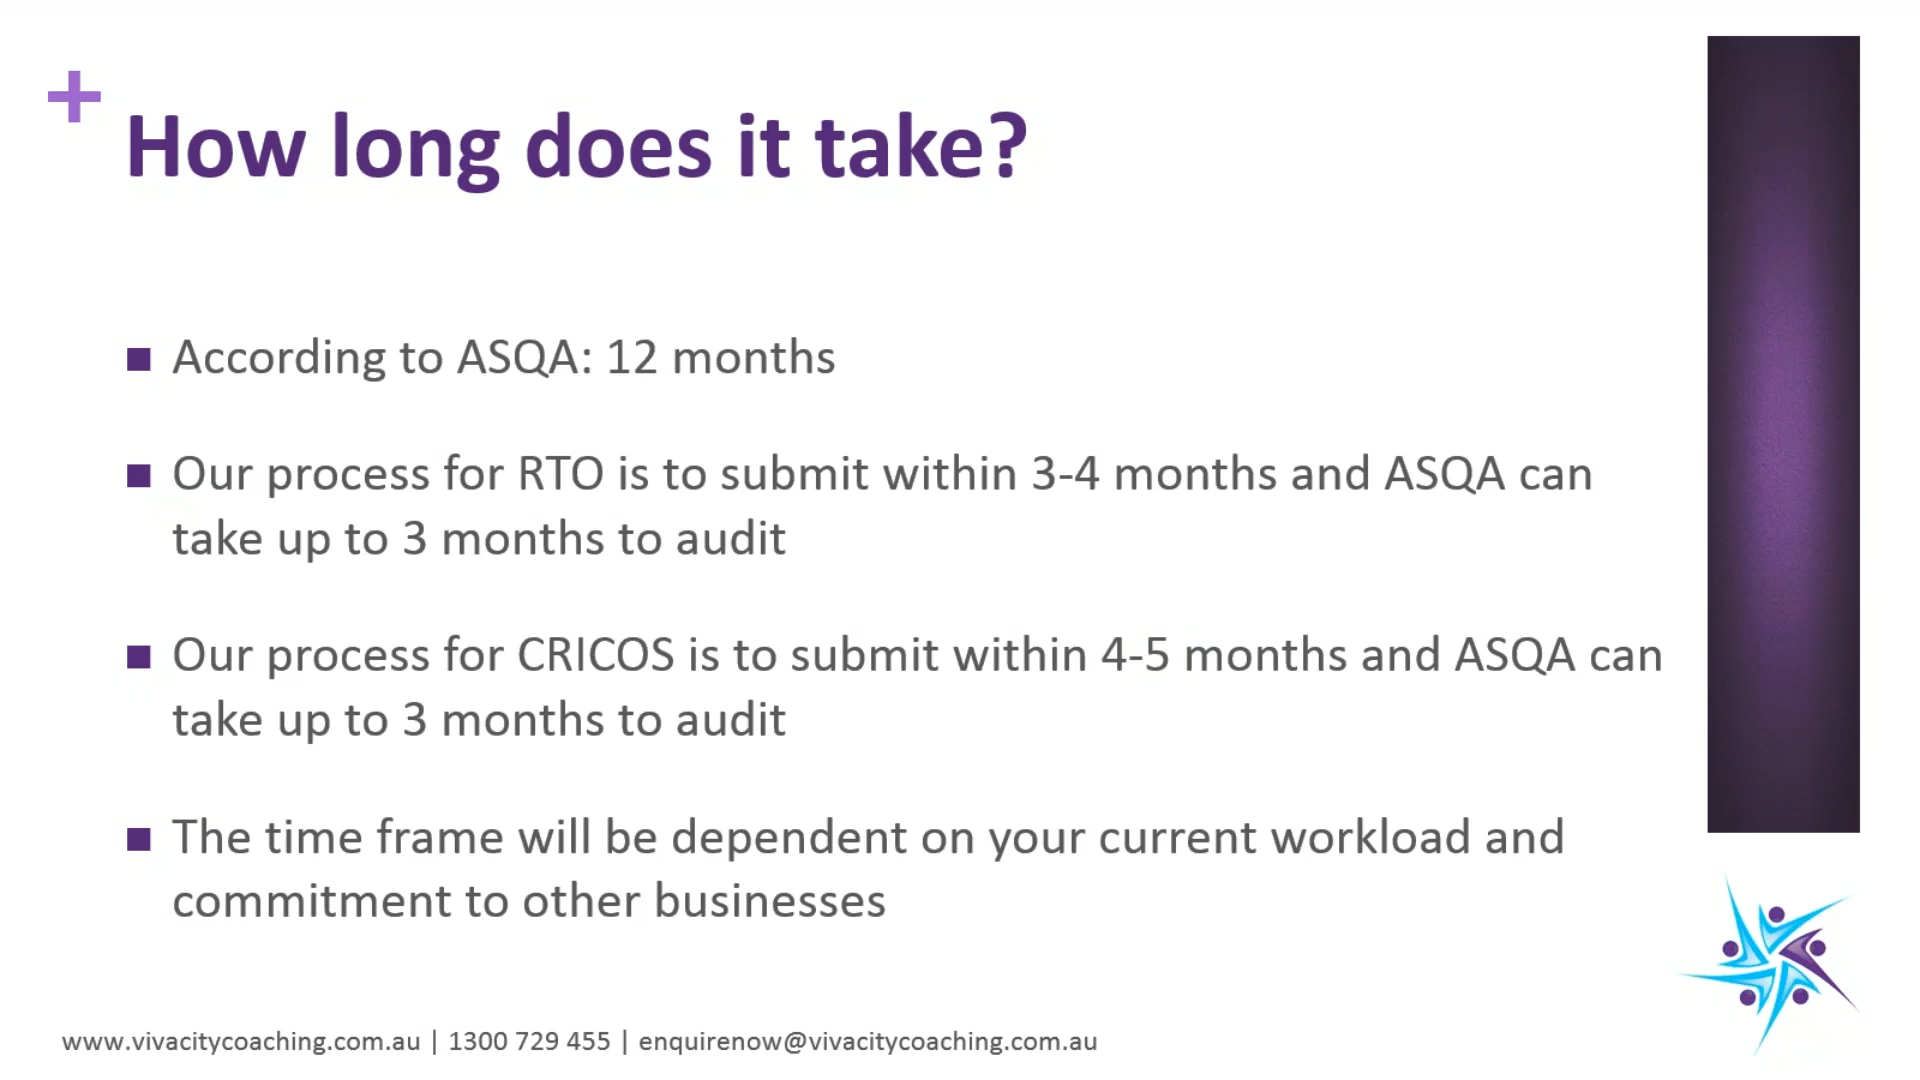 +
How long does it take?
■ According to ASQA: 12 months
■ Our process for RTO is to submit within 3-4 months and ASQA can
take up to 3 months to audit
■ Our process for CRICOS is to submit within 4-5 months and ASQA can
take up to 3 months to audit
■ The time frame will be dependent on your current workload and
commitment to other businesses
www.vivacitycoaching.com.au | 1300 729 455 | enquirenow@vivacitycoaching.com.au